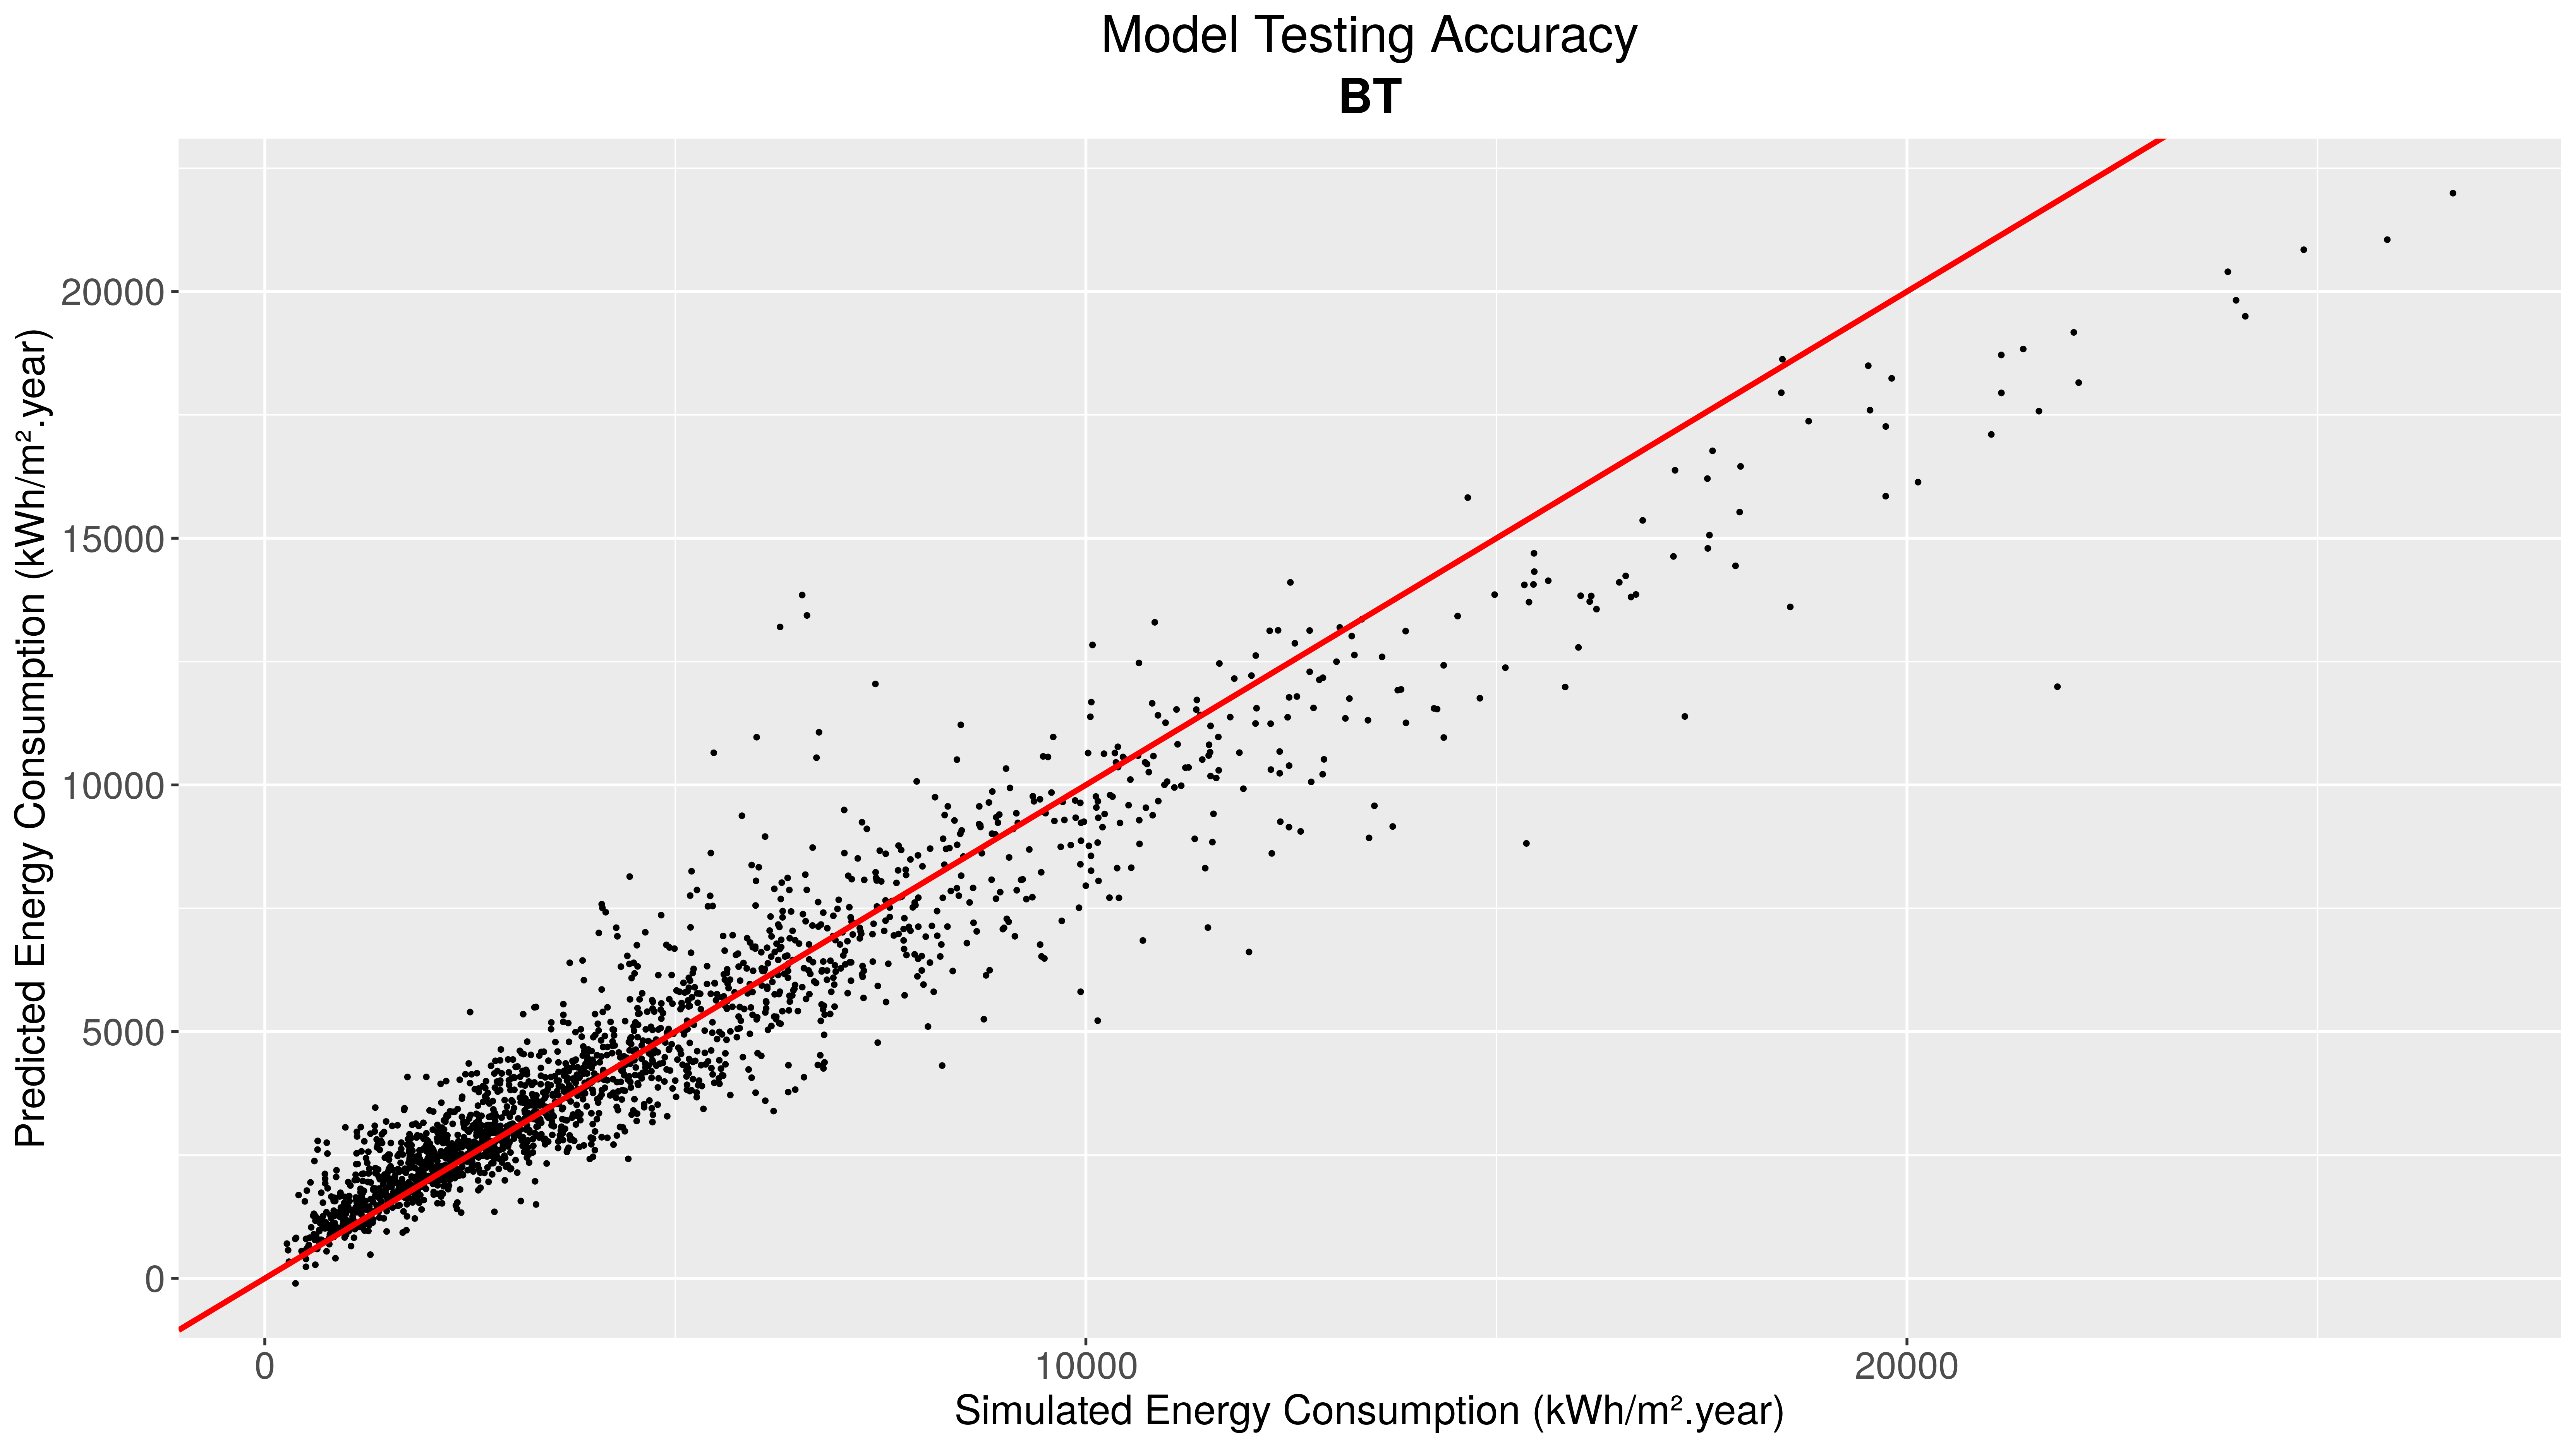 Model Testing Accuracy
BT
Predicted Energy Consumption (kWh/m².year)
20000
15000
10000
5000
0
0
10000
20000
Simulated Energy Consumption (kWh/m².year)